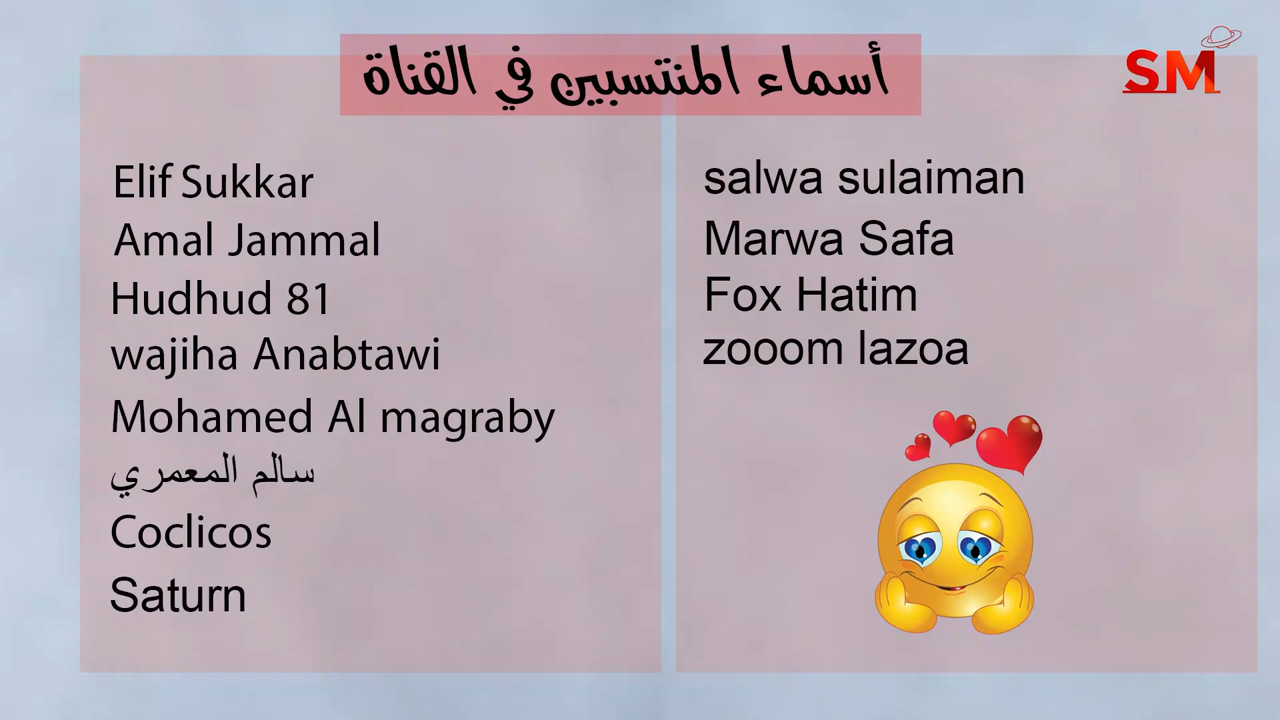 أسماء المنتسبين في القناة
SM
Elif Sukkar
Amal Jammal
Hudhud 81
wajiha Anabtawi
Mohamed Al magraby
سالم المعمري
Coclicos
Saturn
salwa sulaiman
Marwa Safa
Fox Hatim
zooom lazoa